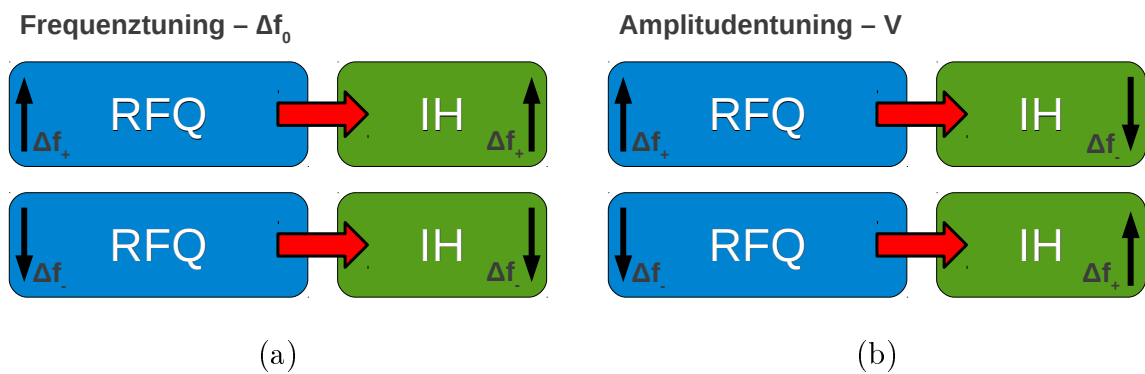 Frequenztuning – Δf₀
RFQ
Δf₊
IH
Δf₊
RFQ
Δf₋
IH
Δf₋
(a)
Amplitudentuning – V
RFQ
Δf₊
IH
Δf₋
RFQ
Δf₋
IH
Δf₊
(b)